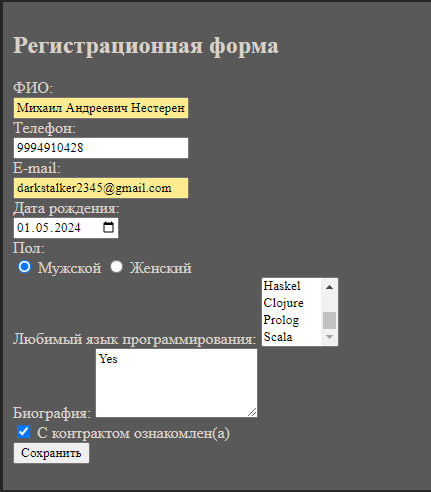 Регистрационная форма
ФИО:
Михаил Андреевич Нестерен
Телефон:
9994910428
E-mail:
darkstalker2345@gmail.com
Дата рождения:
01.05.2024
Пол:
Мужской Женский
Haskel
Clojure
Prolog
Любимый язык программирования: Scala
Yes
Биография:
С контрактом ознакомлен(а)
Сохранить